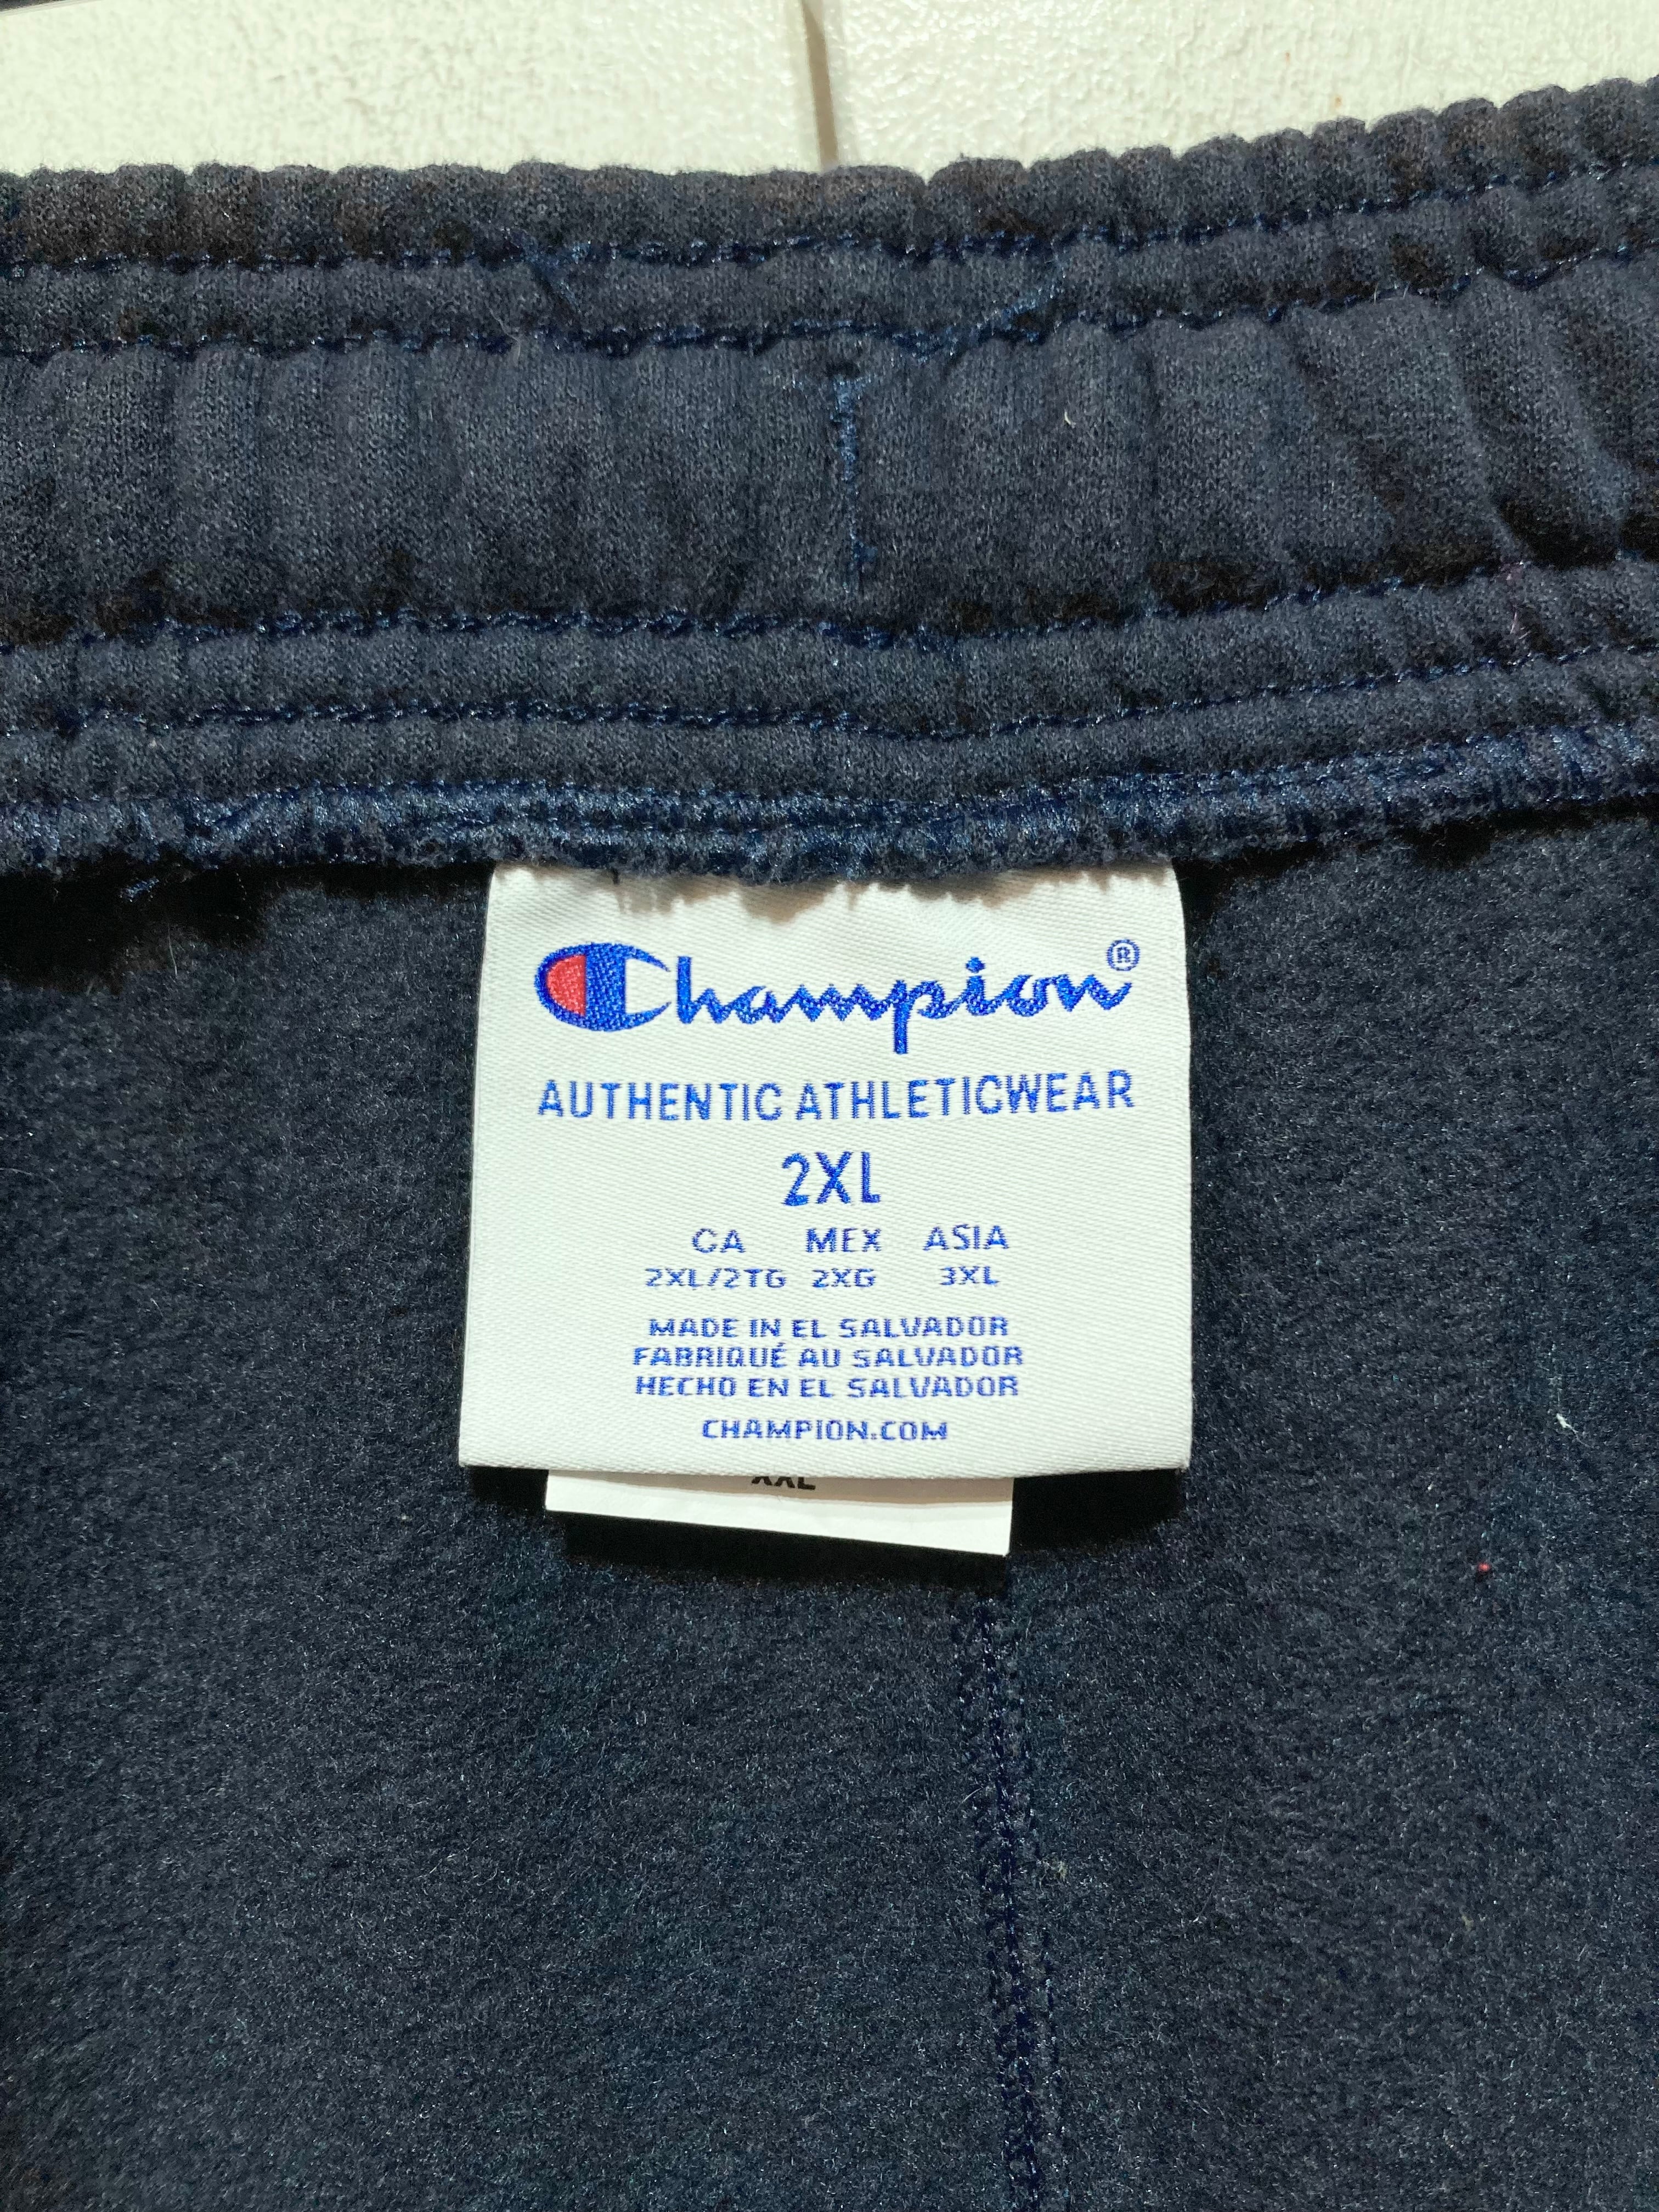 Champion®
AUTHENTIC ATHLETICWEAR
2XL
CA MEX ASIA
2XL/2TG 2XG 3XL
MADE IN EL SALVADOR
FABRIQUÉ AU SALVADOR
HECHO EN EL SALVADOR
CHAMPION.COM
XXL